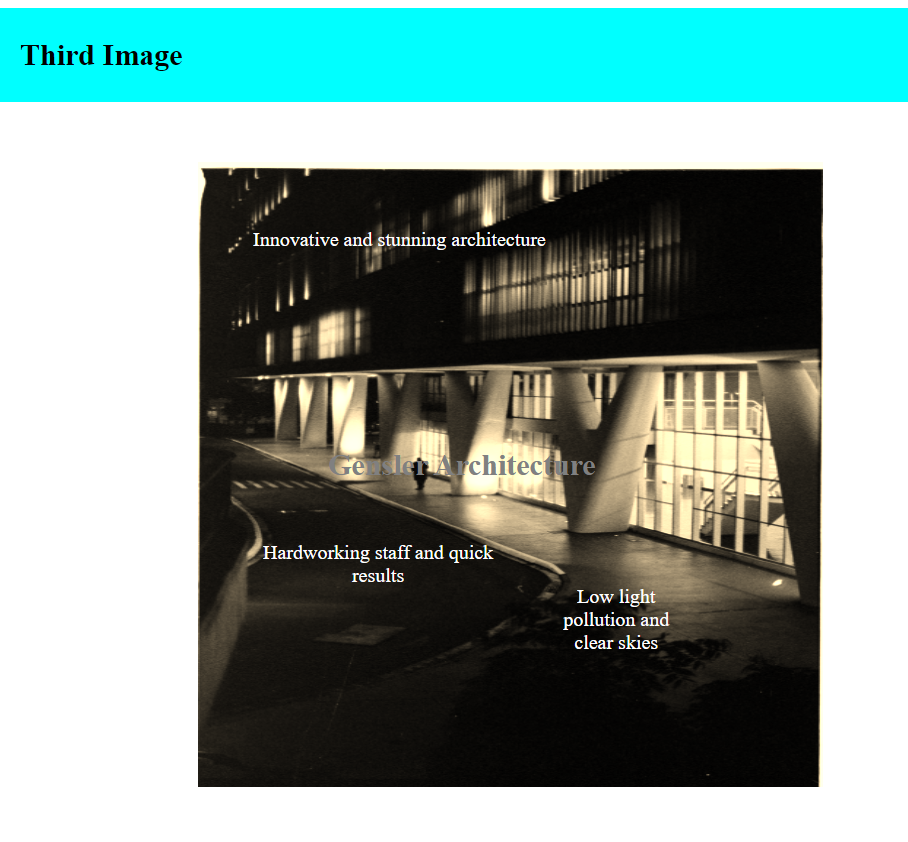 Third Image
Innovative and stunning architecture
Gensler Architecture
Hardworking staff and quick
results
Low light
pollution and
clear skies